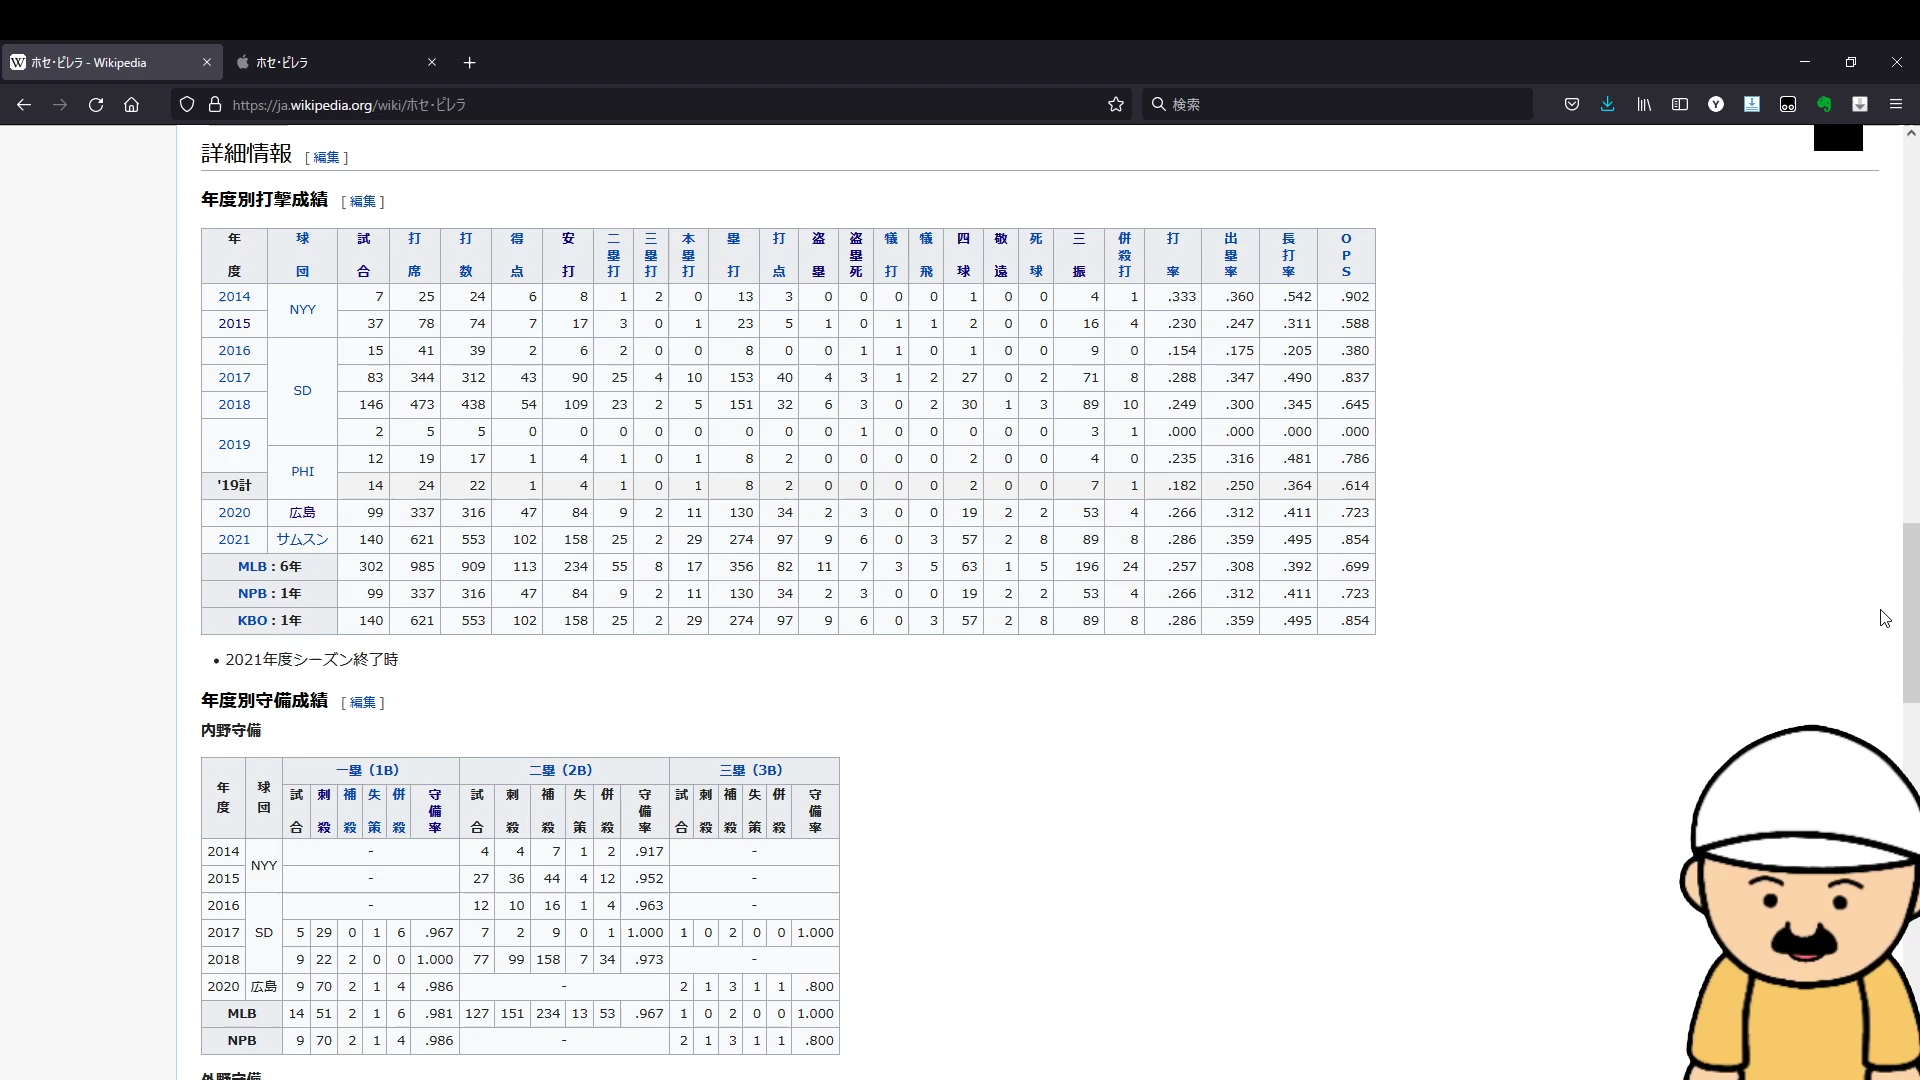 ホセ・ピレラ - Wikipedia
ホセ・ピレラ
https://ja.wikipedia.org/wiki/ホセ・ピレラ
検索
詳細情報 [ 編集 ]
年度別打撃成績 [ 編集 ]
年度 球団 試合 打席 打数 得点 安打 二塁打 三塁打 本塁打 塁打 打点 盗塁 盗塁死 犠打 犠飛 四球 敬遠 死球 三振 併殺打 打率 出塁率 長打率 OPS
2014 NYY 7 25 24 6 8 1 2 0 13 3 0 0 0 0 1 0 0 4 1 .333 .360 .542 .902
2015 37 78 74 7 17 3 0 1 23 5 1 0 1 1 2 0 0 16 4 .230 .247 .311 .588
2016 SD 15 41 39 2 6 2 0 0 8 0 0 1 1 0 1 0 0 9 0 .154 .175 .205 .380
2017 83 344 312 43 90 25 4 10 153 40 4 3 1 2 27 0 2 71 8 .288 .347 .490 .837
2018 146 473 438 54 109 23 2 5 151 32 6 3 0 2 30 1 3 89 10 .249 .300 .345 .645
2019 2 5 5 0 0 0 0 0 0 0 0 1 0 0 0 0 0 3 1 .000 .000 .000 .000
PHI 12 19 17 1 4 1 0 1 8 2 0 0 0 0 2 0 0 4 0 .235 .316 .481 .786
'19計 14 24 22 1 4 1 0 1 8 2 0 0 0 0 2 0 0 7 1 .182 .250 .364 .614
2020 広島 99 337 316 47 84 9 2 11 130 34 2 3 0 0 19 2 2 53 4 .266 .312 .411 .723
2021 サムスン 140 621 553 102 158 25 2 29 274 97 9 6 0 3 57 2 8 89 8 .286 .359 .495 .854
MLB：6年 302 985 909 113 234 55 8 17 356 82 11 7 3 5 63 1 5 196 24 .257 .308 .392 .699
NPB：1年 99 337 316 47 84 9 2 11 130 34 2 3 0 0 19 2 2 53 4 .266 .312 .411 .723
KBO：1年 140 621 553 102 158 25 2 29 274 97 9 6 0 3 57 2 8 89 8 .286 .359 .495 .854
• 2021年度シーズン終了時
年度別守備成績 [ 編集 ]
内野守備
年度 球団 一塁（1B） 二塁（2B） 三塁（3B）
試合 刺殺 補殺 失策 併殺 守備率 試合 刺殺 補殺 失策 併殺 守備率 試合 刺殺 補殺 失策 併殺 守備率
2014 NYY - 4 4 7 1 2 .917 -
2015 - 27 36 44 4 12 .952 -
2016 SD - 12 10 16 1 4 .963 -
2017 5 29 0 1 6 .967 7 2 9 0 1 1.000 1 0 2 0 0 1.000
2018 9 22 2 0 0 1.000 77 99 158 7 34 .973 -
2020 広島 9 70 2 1 4 .986 - 2 1 3 1 1 .800
MLB 14 51 2 1 6 .981 127 151 234 13 53 .967 1 0 2 0 0 1.000
NPB 9 70 2 1 4 .986 - 2 1 3 1 1 .800
外野守備